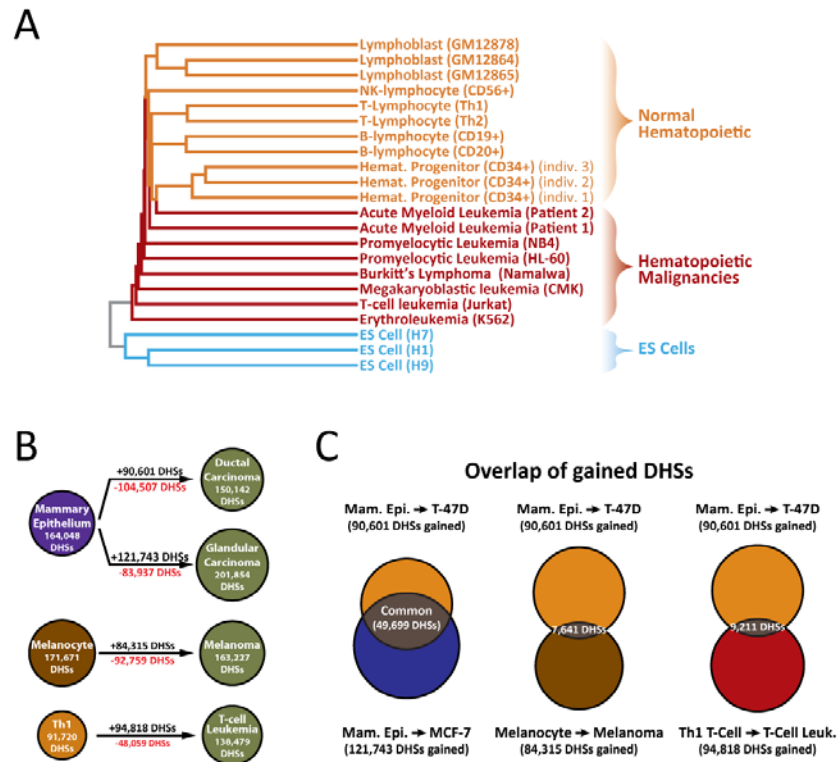 A
Lymphoblast (GM12878)
Lymphoblast (GM12864)
Lymphoblast (GM12865)
NK-lymphocyte (CD56+)
T-Lymphocyte (Th1)
T-Lymphocyte (Th2)
B-lymphocyte (CD19+)
B-lymphocyte (CD20+)
Hemat. Progenitor (CD34+) (indiv. 3)
Hemat. Progenitor (CD34+) (indiv. 2)
Hemat. Progenitor (CD34+) (indiv. 1)
Acute Myeloid Leukemia (Patient 2)
Acute Myeloid Leukemia (Patient 1)
Promyelocytic Leukemia (NB4)
Promyelocytic Leukemia (HL-60)
Burkitt's Lymphoma (Namalwa)
Megakaryoblastic leukemia (CMK)
T-cell leukemia (Jurkat)
Erythroleukemia (K562)
ES Cell (H7)
ES Cell (H1)
ES Cell (H9)
Normal
Hematopoietic
Hematopoietic
Malignancies
ES Cells
B
Mammary
Epithelium
164,048
DHSs
+90,601 DHSs
-104,507 DHSs
Ductal
Carcinoma
150,142
DHSs
+121,743 DHSs
-83,937 DHSs
Glandular
Carcinoma
201,854
DHSs
Melanocyte
171,671
DHSs
+84,315 DHSs
-92,759 DHSs
Melanoma
163,227
DHSs
Th1
91,720
DHSs
+94,818 DHSs
-48,059 DHSs
T-cell
Leukemia
138,479
DHSs
C
Overlap of gained DHSs
Mam. Epi. → T-47D
(90,601 DHSs gained)
Common
(49,699 DHSs)
Mam. Epi. → MCF-7
(121,743 DHSs gained)
Mam. Epi. → T-47D
(90,601 DHSs gained)
7,641 DHSs
Melanocyte → Melanoma
(84,315 DHSs gained)
Mam. Epi. → T-47D
(90,601 DHSs gained)
9,211 DHSs
Th1 T-Cell → T-Cell Leuk.
(94,818 DHSs gained)